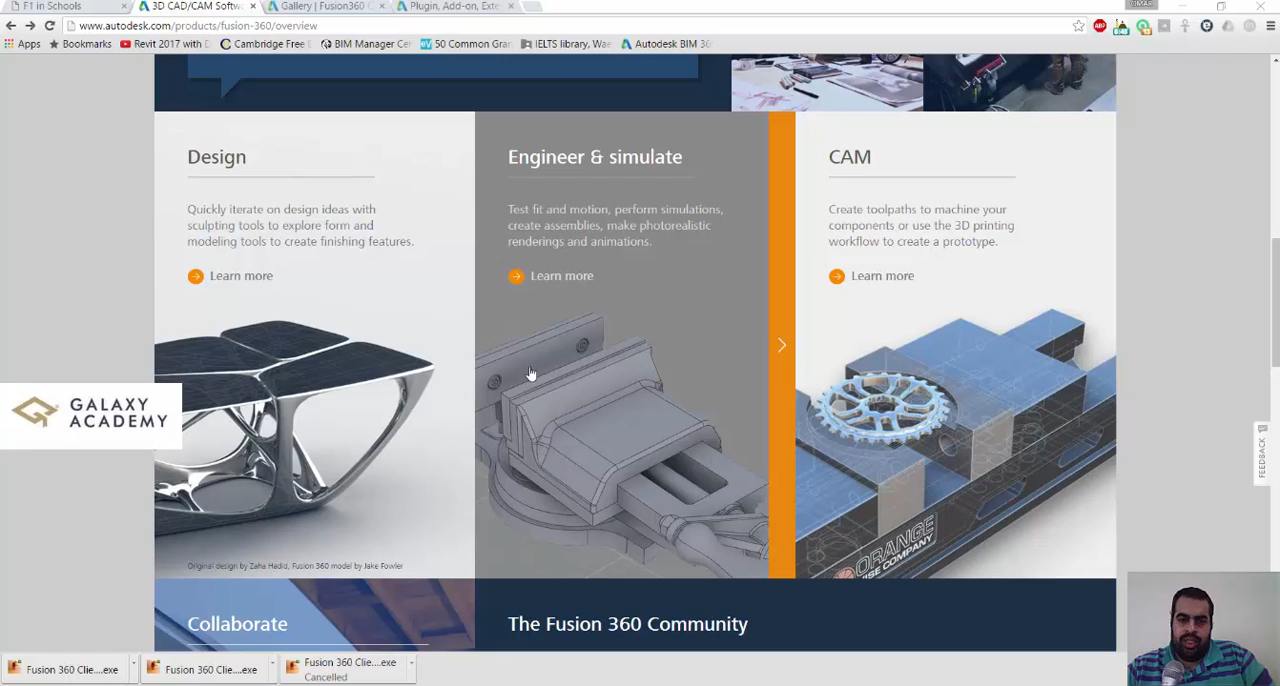 F1 in Schools
3D CAD/CAM Softw
Gallery | Fusion360 C
Plugin, Add-on, Exte
www.autodesk.com/products/fusion-360/overview
Apps
Bookmarks
Revit 2017 with D
Cambridge Free E
BIM Manager Cer
50 Common Gra
IELTS library, Wae
Autodesk BIM 36
Design
Quickly iterate on design ideas with
sculpting tools to explore form and
modeling tools to create finishing features.
Learn more
Original design by Zaha Hadid, Fusion 360 model by Jake Fowler
Engineer & simulate
Test fit and motion, perform simulations,
create assemblies, make photorealistic
renderings and animations.
Learn more
CAM
Create toolpaths to machine your
components or use the 3D printing
workflow to create a prototype.
Learn more
ORANGE
VISE COMPANY
GALAXY
ACADEMY
FEEDBACK
Collaborate
The Fusion 360 Community
Fusion 360 Clie....exe
Fusion 360 Clie....exe
Fusion 360 Clie....exe
Cancelled